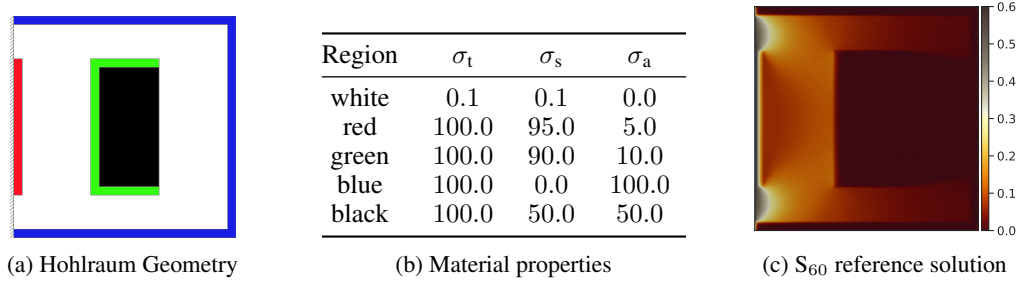 Region σt σs σa
white 0.1 0.1 0.0
red 100.0 95.0 5.0
green 100.0 90.0 10.0
blue 100.0 0.0 100.0
black 100.0 50.0 50.0
0.6
0.5
0.4
0.3
0.2
0.1
0.0
(a) Hohlraum Geometry
(b) Material properties
(c) S60 reference solution